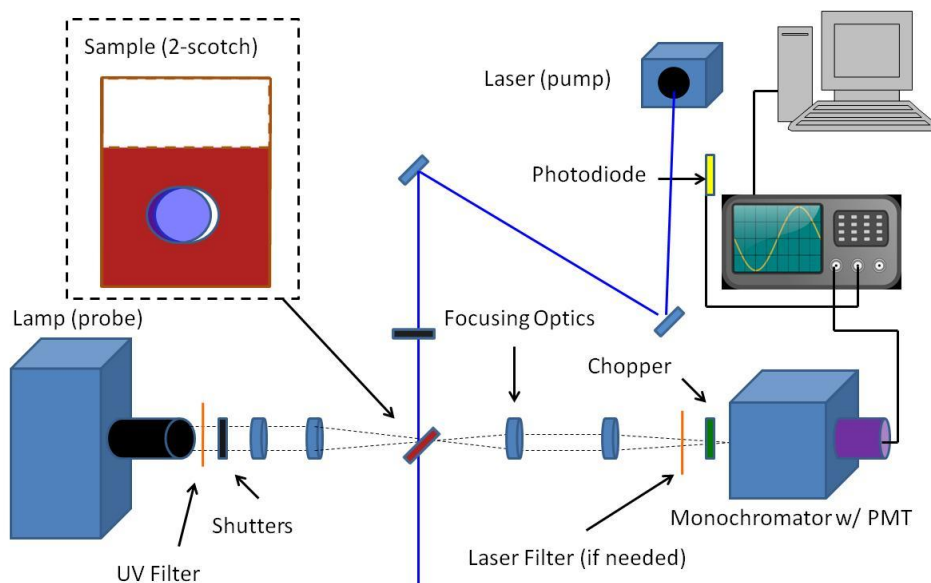 Sample (2-scotch)
Laser (pump)
Photodiode
Lamp (probe)
Focusing Optics
Chopper
Shutters
UV Filter
Monochromator w/ PMT
Laser Filter (if needed)